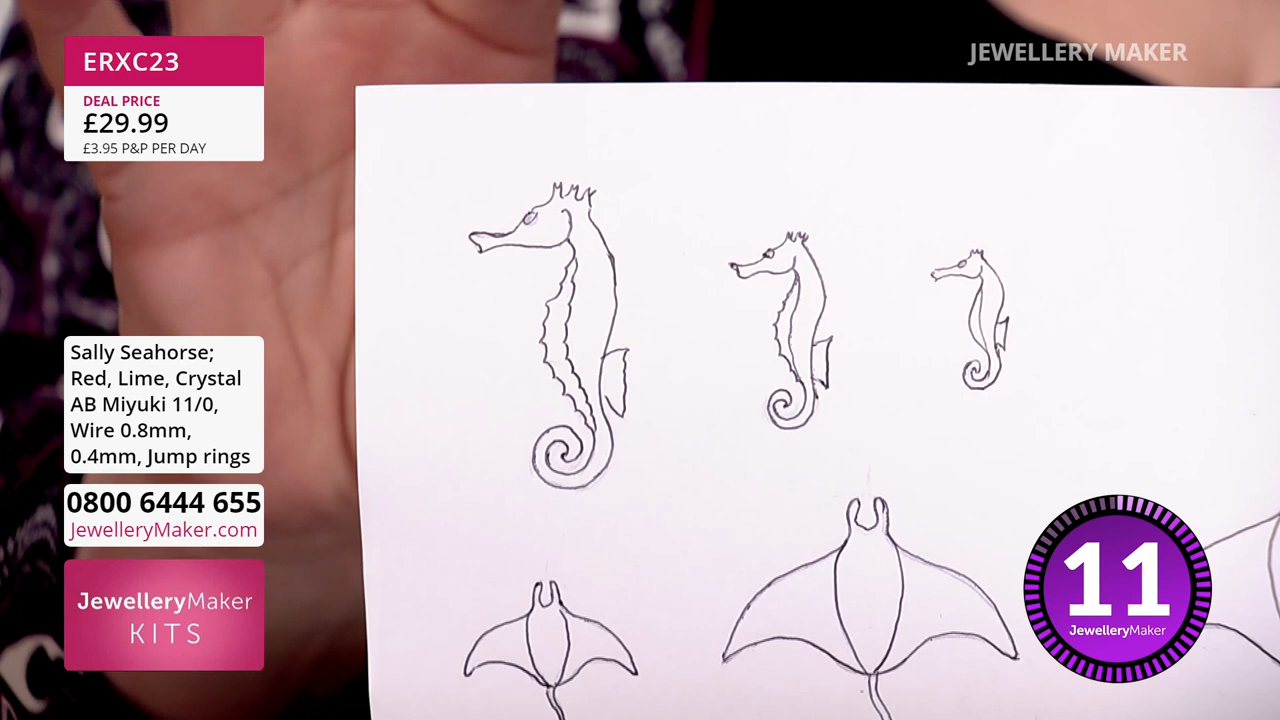 ERXC23
DEAL PRICE
£29.99
£3.95 P&P PER DAY
JEWELLERY MAKER
Sally Seahorse;
Red, Lime, Crystal
AB Miyuki 11/0,
Wire 0.8mm,
0.4mm, Jump rings
0800 6444 655
JewelleryMaker.com
JewelleryMaker
KITS
11
JewelleryMaker